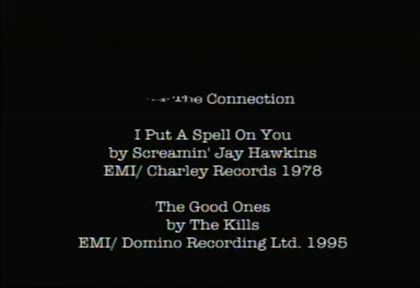 The Connection
I Put A Spell On You
by Screamin' Jay Hawkins
EMI/ Charley Records 1978
The Good Ones
by The Kills
EMI/ Domino Recording Ltd. 1995